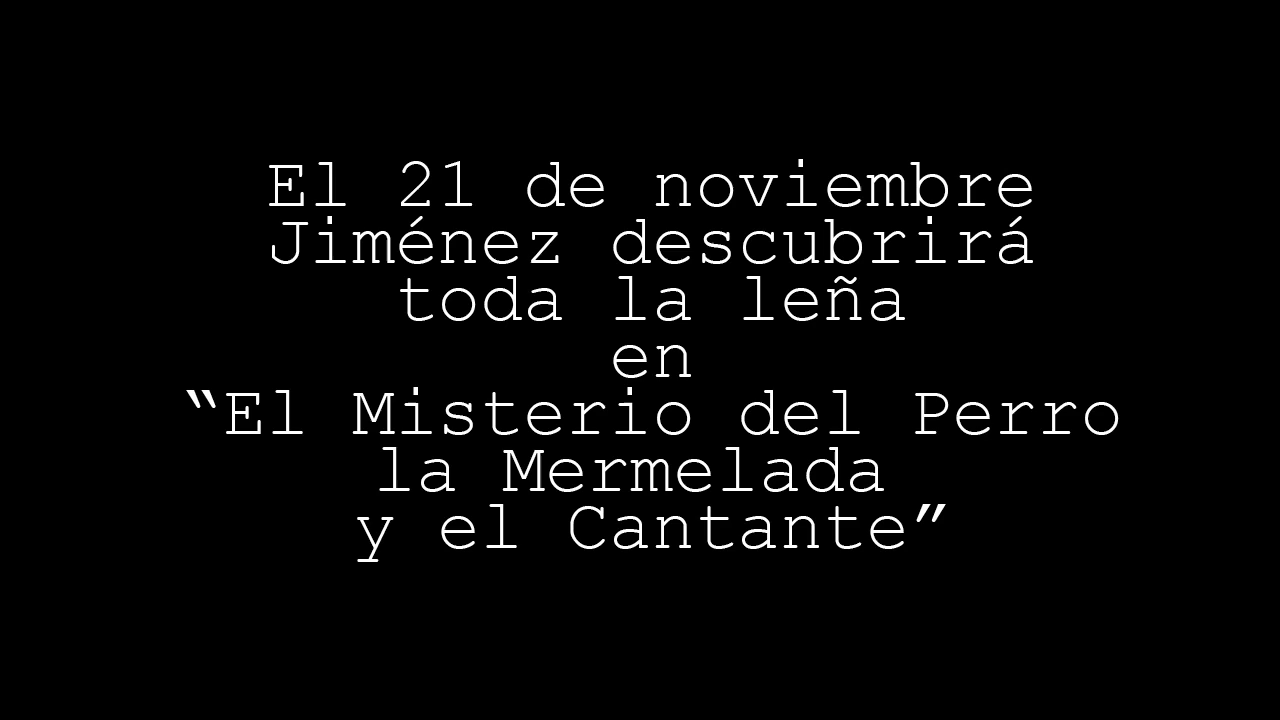 El 21 de noviembre
Jiménez descubrirá
toda la leña
en
“El Misterio del Perro
la Mermelada
y el Cantante”